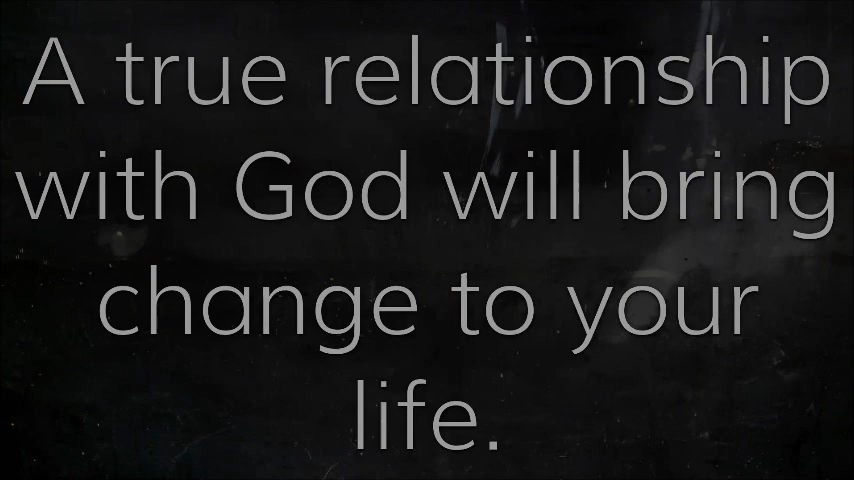 A true relationship
with God will bring
change to your
life.